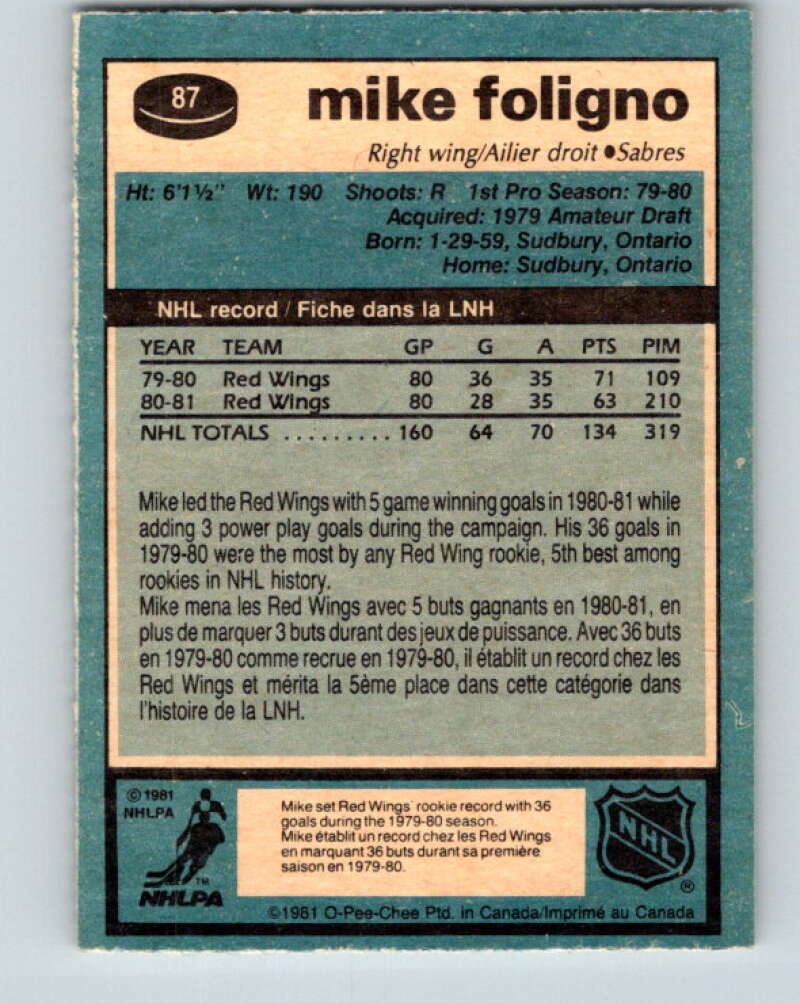 87
mike foligno
Right wing/Ailier droit ●Sabres
Ht: 6'1½" Wt: 190 Shoots: R 1st Pro Season: 79-80
Acquired: 1979 Amateur Draft
Born: 1-29-59, Sudbury, Ontario
Home: Sudbury, Ontario
NHL record / Fiche dans la LNH
YEAR TEAM GP G A PTS PIM
79-80 Red Wings 80 36 35 71 109
80-81 Red Wings 80 28 35 63 210
NHL TOTALS .......... 160 64 70 134 319
Mike led the Red Wings with 5 game winning goals in 1980-81 while
adding 3 power play goals during the campaign. His 36 goals in
1979-80 were the most by any Red Wing rookie, 5th best among
rookies in NHL history.
Mike mena les Red Wings avec 5 buts gagnants en 1980-81, en
plus de marquer 3 buts durant des jeux de puissance. Avec 36 buts
en 1979-80 comme recrue en 1979-80, il établit un record chez les
Red Wings et mérita la 5ème place dans cette catégorie dans
l'histoire de la LNH.
© 1981
NHLPA
TM
NHLPA
Mike set Red Wings' rookie record with 36
goals during the 1979-80 season.
Mike établit un record chez les Red Wings
en marquant 36 buts durant sa première
saison en 1979-80.
NHL
®
©1981 O-Pee-Chee Ptd. in Canada/Imprimé au Canada